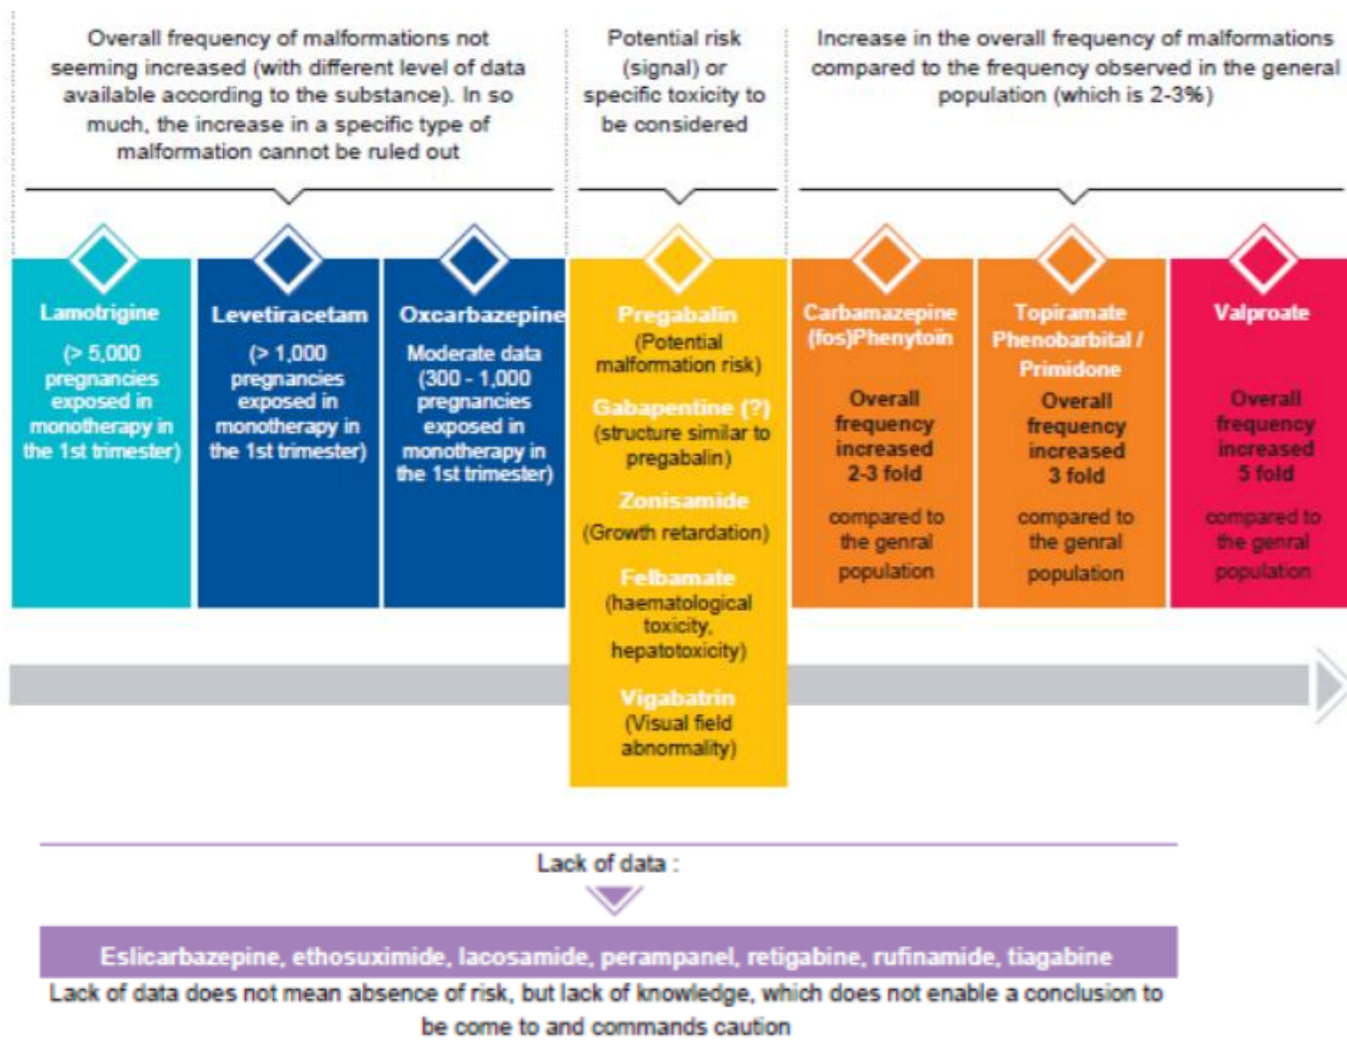 Overall frequency of malformations not
seeming increased (with different level of data
available according to the substance). In so
much, the increase in a specific type of
malformation cannot be ruled out
Potential risk
(signal) or
specific toxicity to
be considered
Increase in the overall frequency of malformations
compared to the frequency observed in the general
population (which is 2-3%)
Lamotrigine
(> 5,000
pregnancies
exposed in
monotherapy in
the 1st trimester)
Levetiracetam
(> 1,000
pregnancies
exposed in
monotherapy in
the 1st trimester)
Oxcarbazepine
Moderate data
(300 - 1,000
pregnancies
exposed in
monotherapy in
the 1st trimester)
Pregabalin
(Potential
malformation risk)
Gabapentine (?)
(structure similar to
pregabalin)
Zonisamide
(Growth retardation)
Felbamate
(haematological
toxicity,
hepatotoxicity)
Vigabatrin
(Visual field
abnormality)
Carbamazepine
(fos)Phenytoïn
Overall
frequency
increased
2-3 fold
compared to
the genral
population
Topiramate
Phenobarbital /
Primidone
Overall
frequency
increased
3 fold
compared to
the genral
population
Valproate
Overall
frequency
increased
5 fold
compared to
the genral
population
Lack of data :
Eslicarbazepine, ethosuximide, lacosamide, perampanel, retigabine, rufinamide, tiagabine
Lack of data does not mean absence of risk, but lack of knowledge, which does not enable a conclusion to
be come to and commands caution